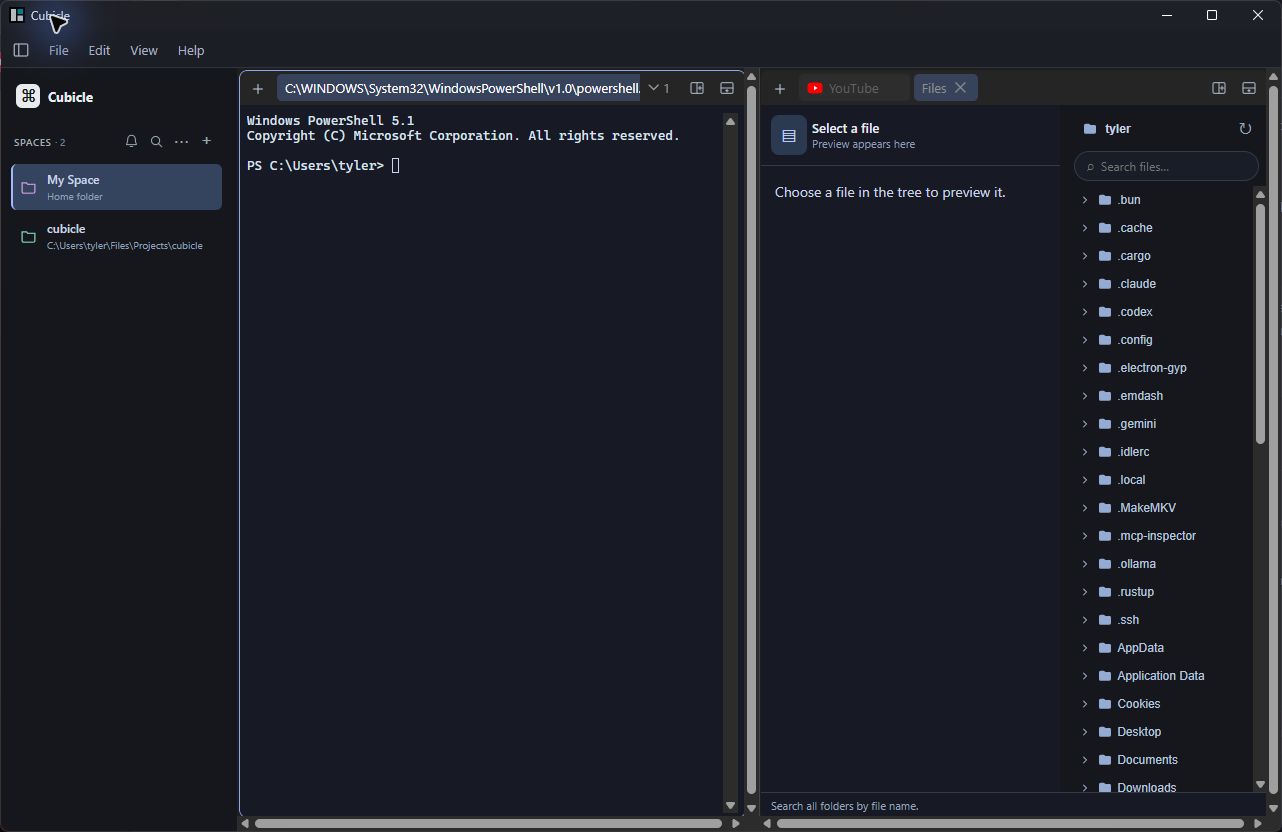 Cubicle
File Edit View Help
Cubicle
SPACES · 2
My Space
Home folder
cubicle
C:\Users\tyler\Files\Projects\cubicle
C:\WINDOWS\System32\WindowsPowerShell\v1.0\powershell.
1
Windows PowerShell 5.1
Copyright (C) Microsoft Corporation. All rights reserved.
PS C:\Users\tyler>
YouTube
Files
Select a file
Preview appears here
Choose a file in the tree to preview it.
tyler
Search files...
.bun
.cache
.cargo
.claude
.codex
.config
.electron-gyp
.emdash
.gemini
.idlerc
.local
.MakeMKV
.mcp-inspector
.ollama
.rustup
.ssh
AppData
Application Data
Cookies
Desktop
Documents
Downloads
Search all folders by file name.